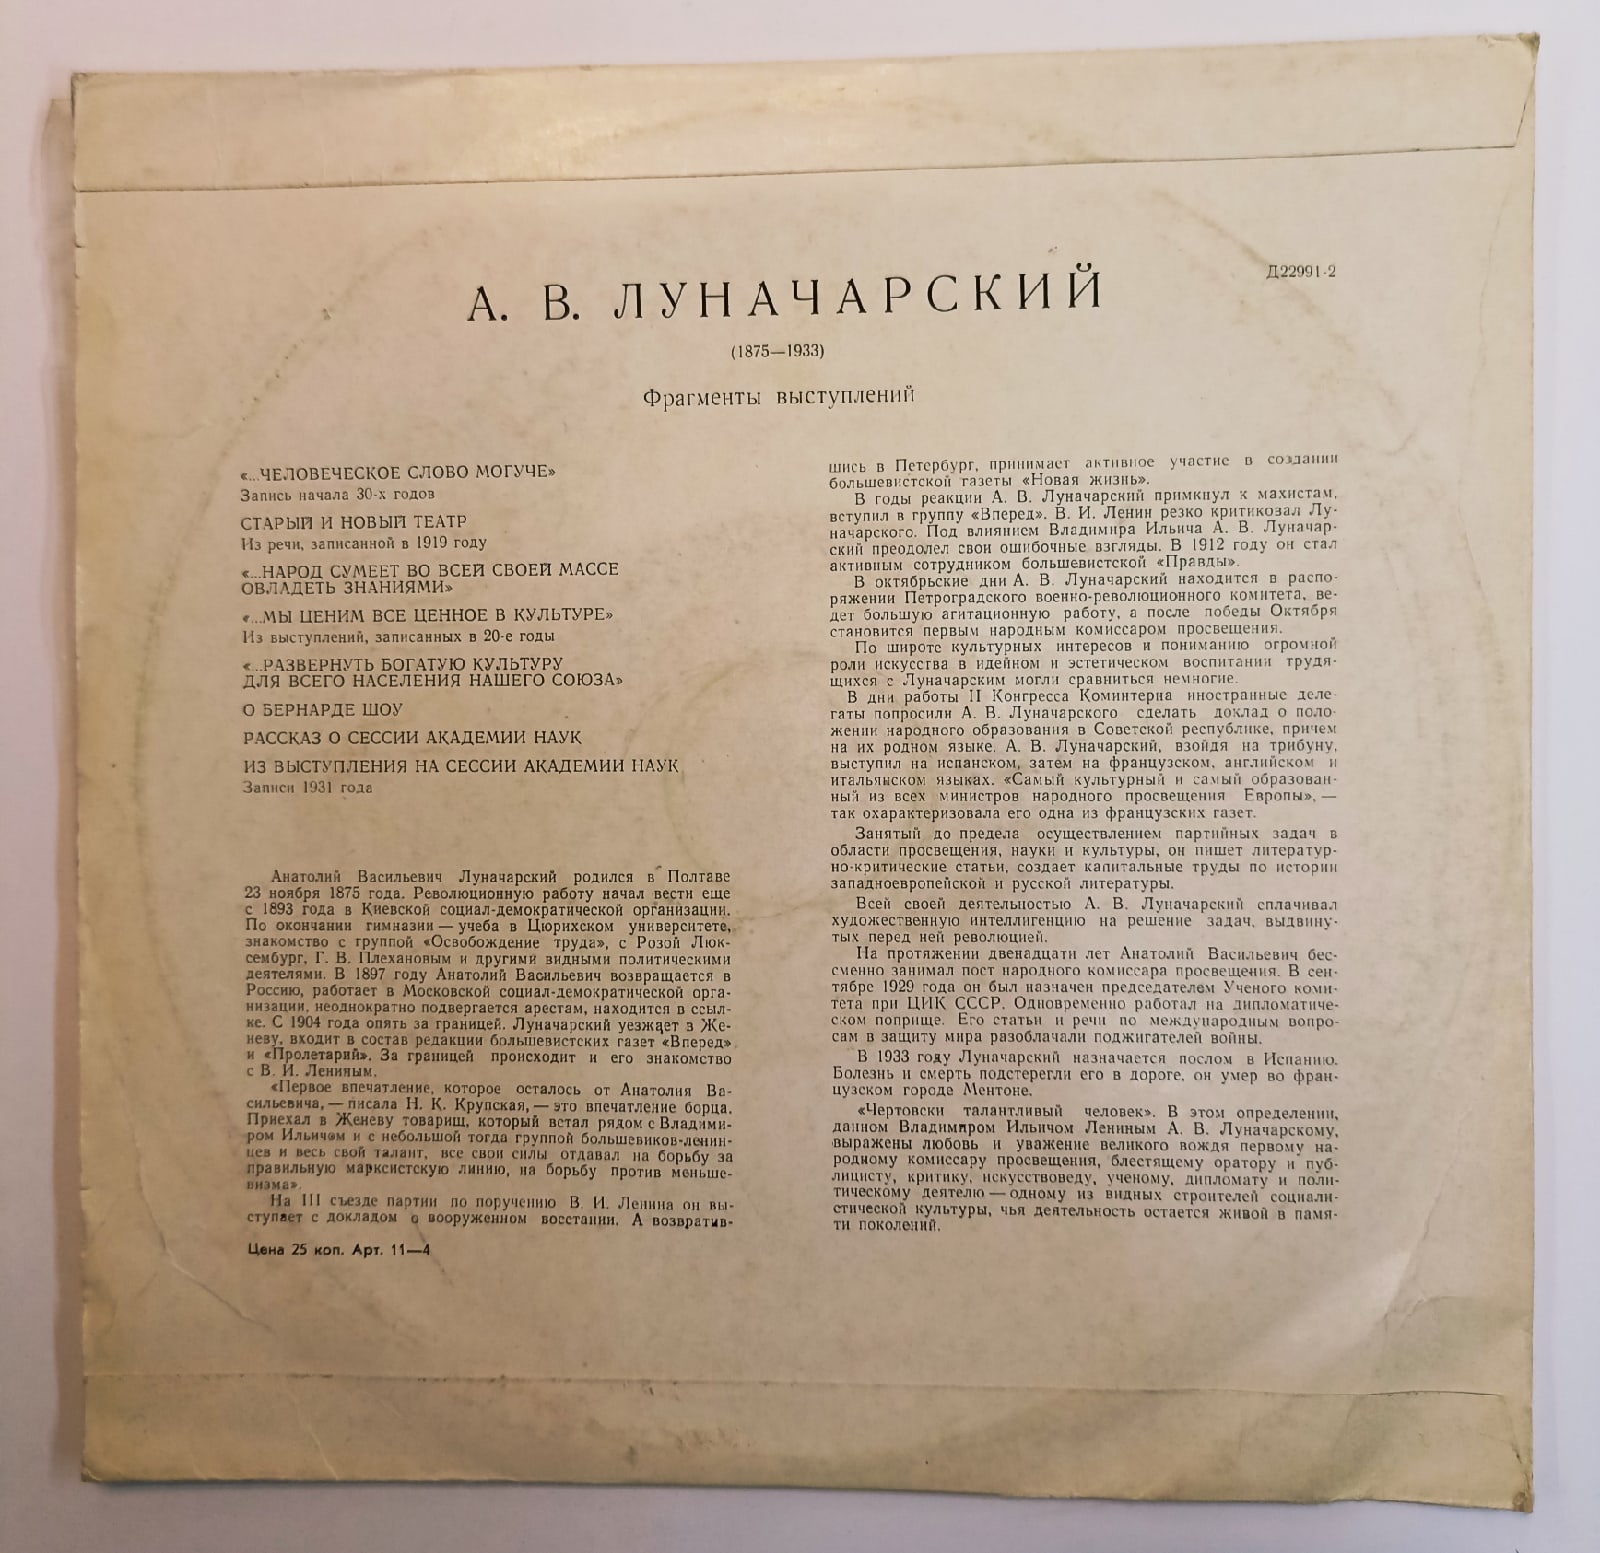 Д22991-2
А. В. ЛУНАЧАРСКИЙ
(1875—1933)
Фрагменты выступлений
«...ЧЕЛОВЕЧЕСКОЕ СЛОВО МОГУЧЕ»
Запись начала 30-х годов
СТАРЫЙ И НОВЫЙ ТЕАТР
Из речи, записанной в 1919 году
«...НАРОД СУМЕЕТ ВО ВСЕЙ СВОЕЙ МАССЕ
ОВЛАДЕТЬ ЗНАНИЯМИ»
«...МЫ ЦЕНИМ ВСЕ ЦЕННОЕ В КУЛЬТУРЕ»
Из выступлений, записанных в 20-е годы
«...РАЗВЕРНУТЬ БОГАТУЮ КУЛЬТУРУ
ДЛЯ ВСЕГО НАСЕЛЕНИЯ НАШЕГО СОЮЗА»
О БЕРНАРДЕ ШОУ
РАССКАЗ О СЕССИИ АКАДЕМИИ НАУК
ИЗ ВЫСТУПЛЕНИЯ НА СЕССИИ АКАДЕМИИ НАУК
Записи 1931 года
Анатолий Васильевич Луначарский родился в Полтаве
23 ноября 1875 года. Революционную работу начал вести еще
с 1893 года в Киевской социал-демократической организации.
По окончании гимназии — учеба в Цюрихском университете,
знакомство с группой «Освобождение труда», с Розой Люк-
сембург, Г. В. Плехановым и другими видными политическими
деятелями. В 1897 году Анатолий Васильевич возвращается в
Россию, работает в Московской социал-демократической орга-
низации, неоднократно подвергается арестам, находится в ссыл-
ке. С 1904 года опять за границей. Луначарский уезжает в Же-
неву, входит в состав редакции большевистских газет «Вперед»
и «Пролетарий». За границей происходит и его знакомство
с В. И. Лениным.
«Первое впечатление, которое осталось от Анатолия Ва-
сильевича, — писала Н. К. Крупская, — это впечатление борца.
Приехал в Женеву товарищ, который встал рядом с Владими-
ром Ильичом и с небольшой тогда группой большевиков-ленин-
цев и весь свой талант, все свои силы отдавал на борьбу за
правильную марксистскую линию, на борьбу против меньше-
визма».
На III съезде партии по поручению В. И. Ленина он вы-
ступает с докладом о вооруженном восстании. А возвратив-
Цена 25 коп. Арт. 11—4
шись в Петербург, принимает активное участие в создании
большевистской газеты «Новая жизнь».
В годы реакции А. В. Луначарский примкнул к махистам,
вступил в группу «Вперед». В. И. Ленин резко критиковал Лу-
начарского. Под влиянием Владимира Ильича А. В. Луначар-
ский преодолел свои ошибочные взгляды. В 1912 году он стал
активным сотрудником большевистской «Правды».
В октябрьские дни А. В. Луначарский находится в распо-
ряжении Петроградского военно-революционного комитета, ве-
дет большую агитационную работу, а после победы Октября
становится первым народным комиссаром просвещения.
По широте культурных интересов и пониманию огромной
роли искусства в идейном и эстетическом воспитании трудя-
щихся с Луначарским могли сравниться немногие.
В дни работы II Конгресса Коминтерна иностранные деле-
гаты попросили А. В. Луначарского сделать доклад о поло-
жении народного образования в Советской республике, причем
на их родном языке. А. В. Луначарский, взойдя на трибуну,
выступил на испанском, затем на французском, английском и
итальянском языках. «Самый культурный и самый образован-
ный из всех министров народного просвещения Европы», —
так охарактеризовала его одна из французских газет.
Занятый до предела осуществлением партийных задач в
области просвещения, науки и культуры, он пишет литератур-
но-критические статьи, создает капитальные труды по истории
западноевропейской и русской литературы.
Всей своей деятельностью А. В. Луначарский сплачивал
художественную интеллигенцию на решение задач, выдвину-
тых перед ней революцией.
На протяжении двенадцати лет Анатолий Васильевич бес-
сменно занимал пост народного комиссара просвещения. В сен-
тябре 1929 года он был назначен председателем Ученого коми-
тета при ЦИК СССР. Одновременно работал на дипломатиче-
ском поприще. Его статьи и речи по международным вопро-
сам в защиту мира разоблачали поджигателей войны.
В 1933 году Луначарский назначается послом в Испанию.
Болезнь и смерть подстерегли его в дороге, он умер во фран-
цузском городе Ментоне.
«Чертовски талантливый человек». В этом определении,
данном Владимиром Ильичом Лениным А. В. Луначарскому,
выражены любовь и уважение великого вождя первому на-
родному комиссару просвещения, блестящему оратору и пуб-
лицисту, критику, искусствоведу, ученому, дипломату и поли-
тическому деятелю — одному из видных строителей социали-
стической культуры, чья деятельность остается живой в памя-
ти поколений.